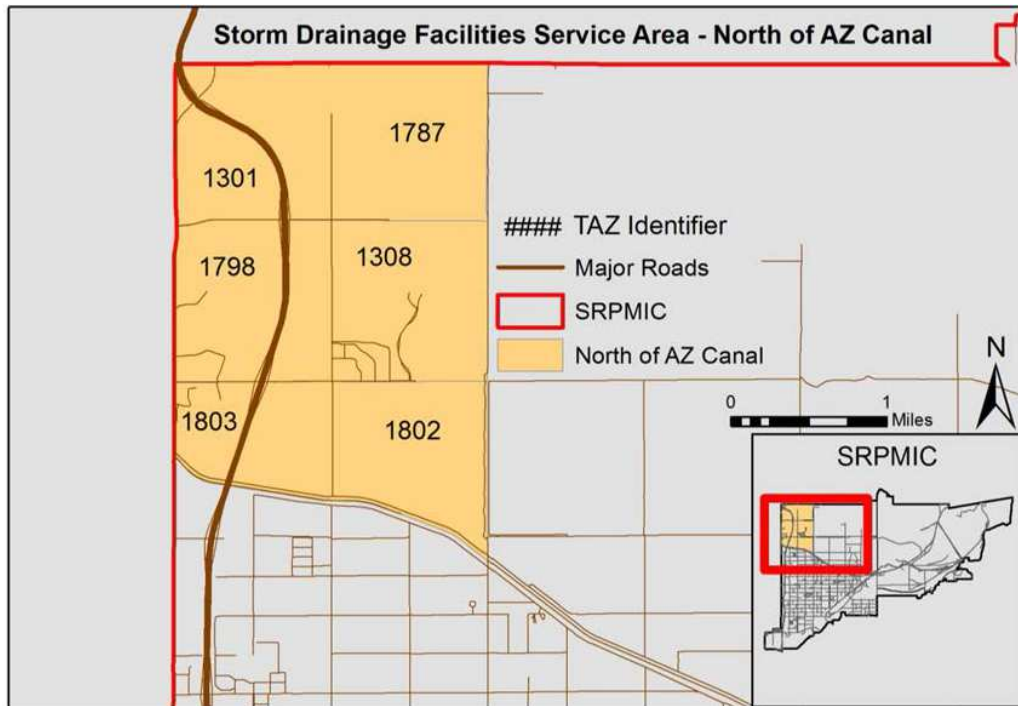 Storm Drainage Facilities Service Area - North of AZ Canal
1787
1301
#### TAZ Identifier
1798
1308
Major Roads
SRPMIC
North of AZ Canal
N
0 1
Miles
1803
1802
SRPMIC